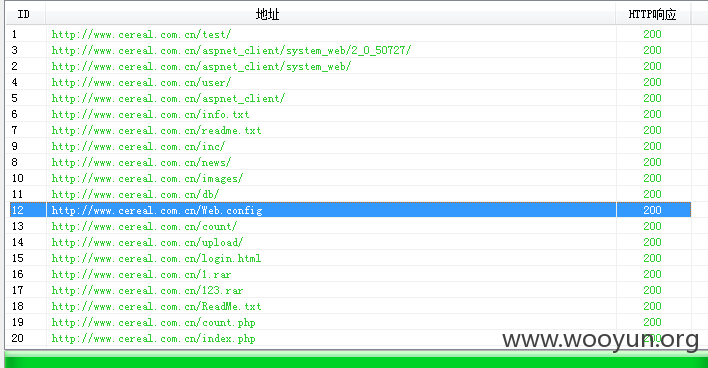 ID 地址 HTTP响应
1 http://www.cereal.com.cn/test/ 200
3 http://www.cereal.com.cn/aspnet_client/system_web/2_0_50727/ 200
2 http://www.cereal.com.cn/aspnet_client/system_web/ 200
4 http://www.cereal.com.cn/user/ 200
5 http://www.cereal.com.cn/aspnet_client/ 200
6 http://www.cereal.com.cn/info.txt 200
7 http://www.cereal.com.cn/readme.txt 200
9 http://www.cereal.com.cn/inc/ 200
8 http://www.cereal.com.cn/news/ 200
10 http://www.cereal.com.cn/images/ 200
11 http://www.cereal.com.cn/db/ 200
12 http://www.cereal.com.cn/Web.config 200
13 http://www.cereal.com.cn/count/ 200
14 http://www.cereal.com.cn/upload/ 200
15 http://www.cereal.com.cn/login.html 200
16 http://www.cereal.com.cn/1.rar 200
17 http://www.cereal.com.cn/123.rar 200
18 http://www.cereal.com.cn/ReadMe.txt 200
19 http://www.cereal.com.cn/count.php 200
20 http://www.cereal.com.cn/index.php 200
www.wooyun.org